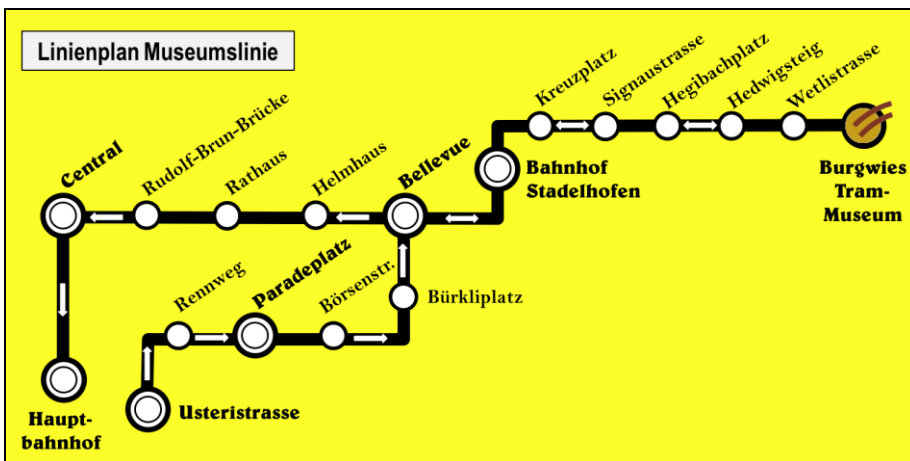 Linienplan Museumslinie
Kreuzplatz
Signaustrasse
Hegibachplatz
Hedwigsteig
Wetlistrasse
Central
Rudolf-Brun-Brücke
Rathaus
Helmhaus
Bellevue
Bahnhof
Stadelhofen
Burgwies
Tram-
Museum
Rennweg
Paradeplatz
Börsenstr.
Bürkliplatz
Haupt-
bahnhof
Usteristrasse